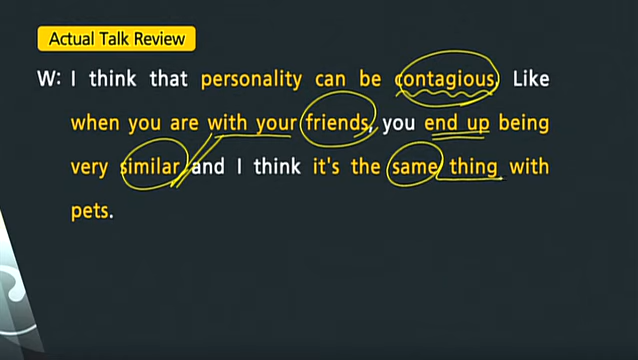 Actual Talk Review
W: I think that personality can be contagious. Like
when you are with your friends, you end up being
very similar and I think it's the same thing with
pets.